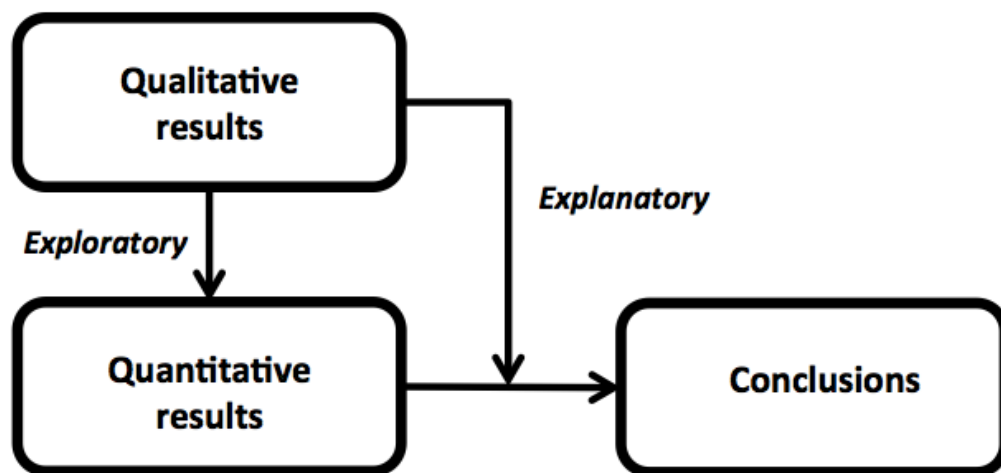 Qualitative
results
Explanatory
Exploratory
Quantitative
results
Conclusions